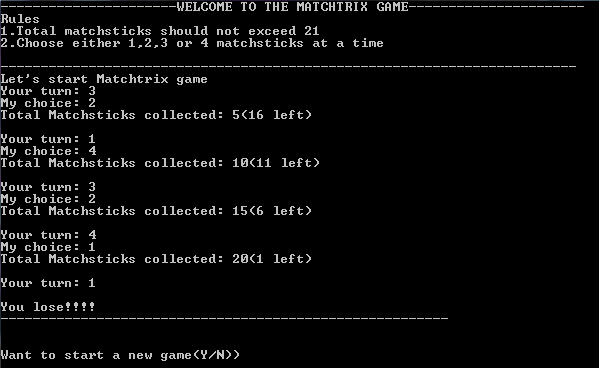 ----------------------WELCOME TO THE MATCHTRIX GAME----------------------
Rules
1.Total matchsticks should not exceed 21
2.Choose either 1,2,3 or 4 matchsticks at a time
------------------------------------------------------------------------
Let's start Matchtrix game
Your turn: 3
My choice: 2
Total Matchsticks collected: 5(16 left)
Your turn: 1
My choice: 4
Total Matchsticks collected: 10(11 left)
Your turn: 3
My choice: 2
Total Matchsticks collected: 15(6 left)
Your turn: 4
My choice: 1
Total Matchsticks collected: 20(1 left)
Your turn: 1
You lose!!!!
--------------------------------------------------------
Want to start a new game(Y/N))